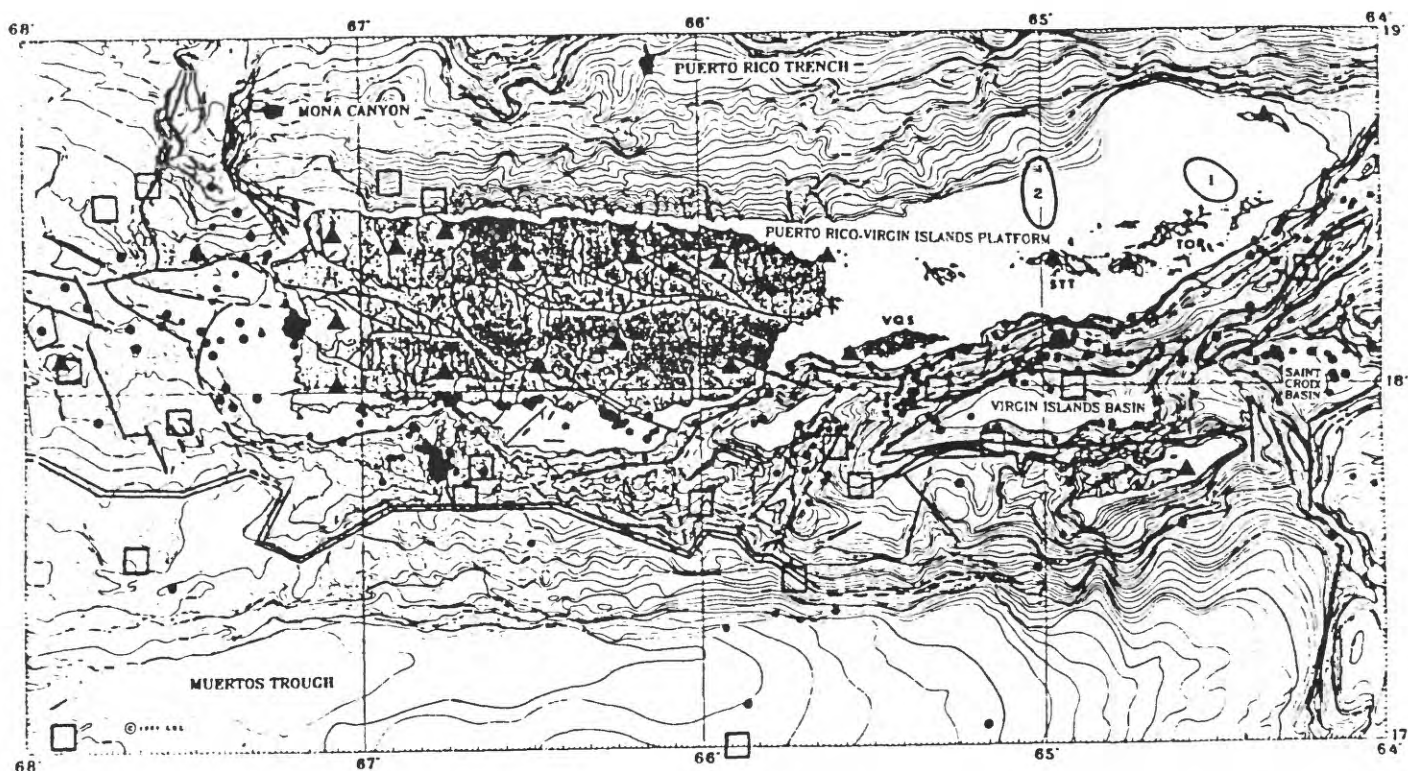 68° 67° 66° 65° 64°
19°
PUERTO RICO TRENCH
MONA CANYON
1
2
PUERTO RICO-VIRGIN ISLANDS PLATFORM
TOR
STT
VQS
18°
SAINT
CROIX
BASIN
VIRGIN ISLANDS BASIN
MUERTOS TROUGH
©
17°
68° 67° 66° 65° 64°